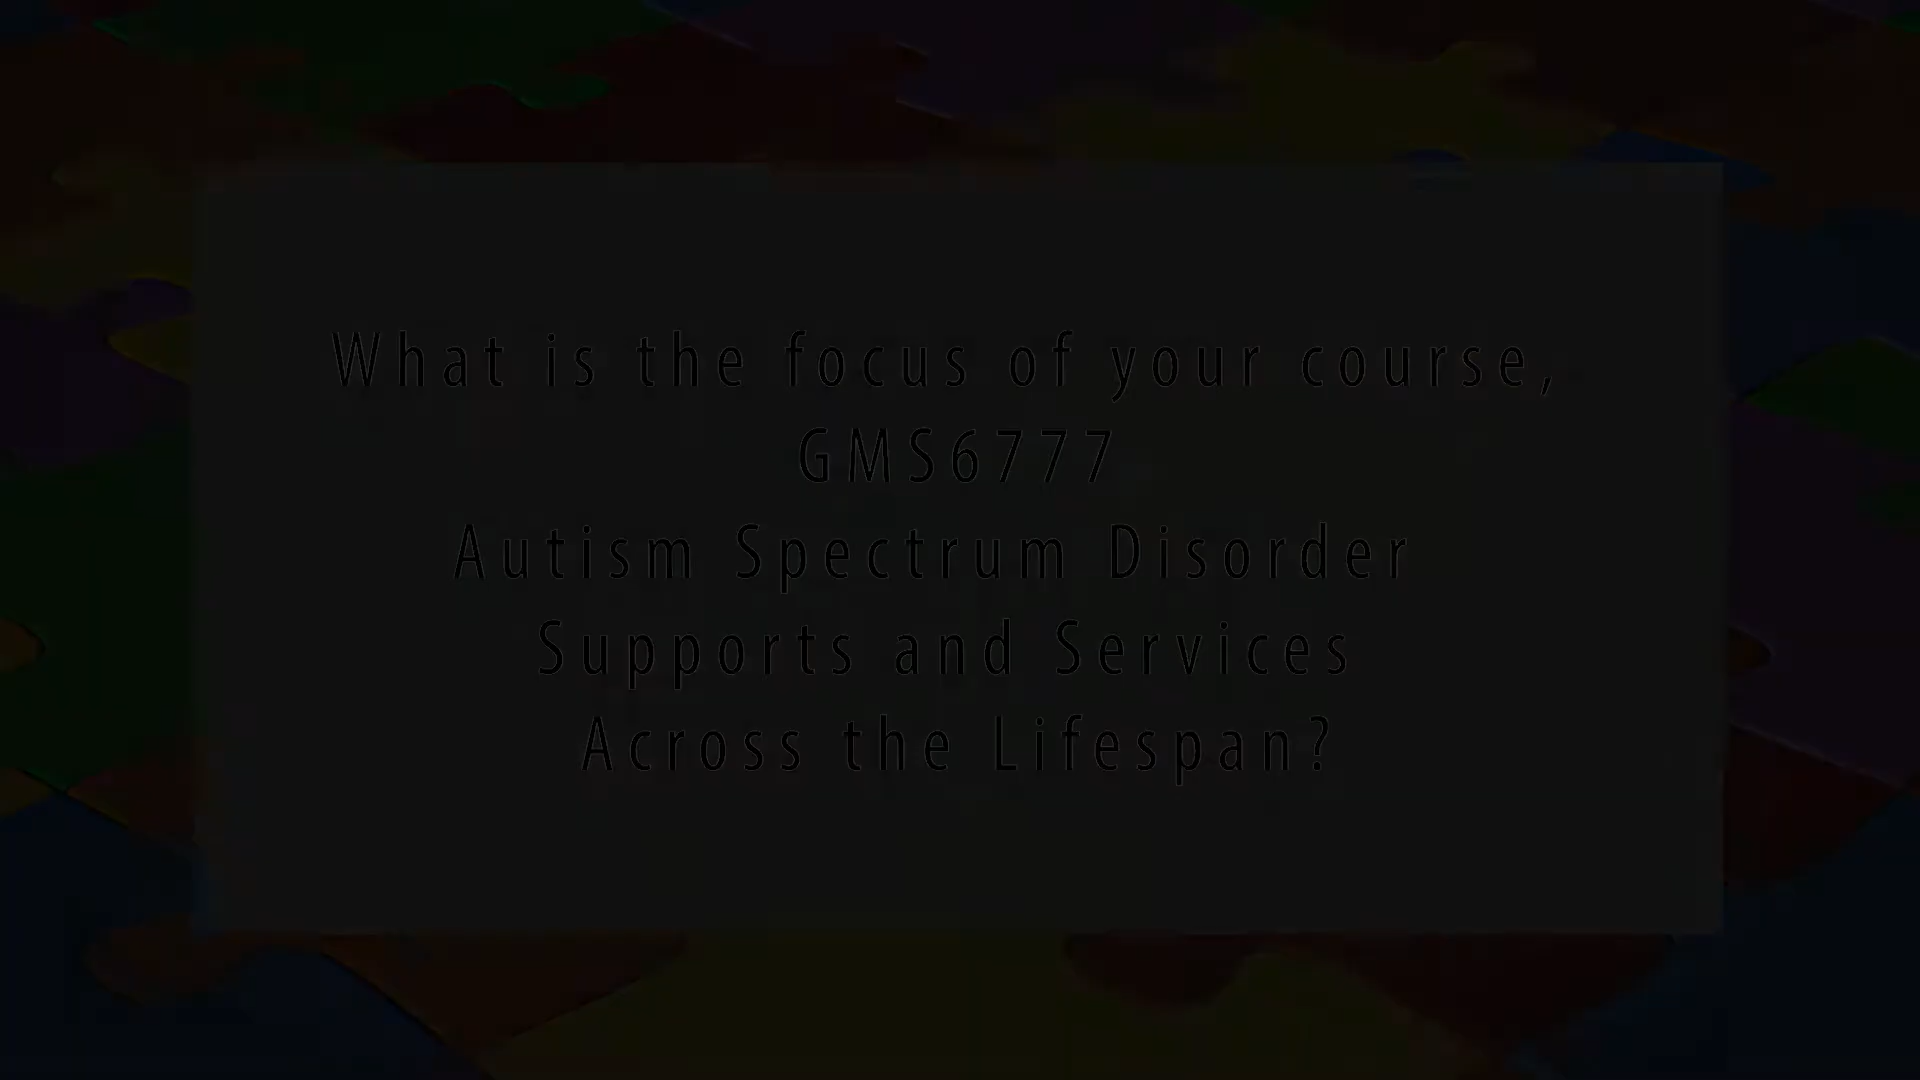 What is the focus of your course,
GMS6777
Autism Spectrum Disorder
Supports and Services
Across the Lifespan?